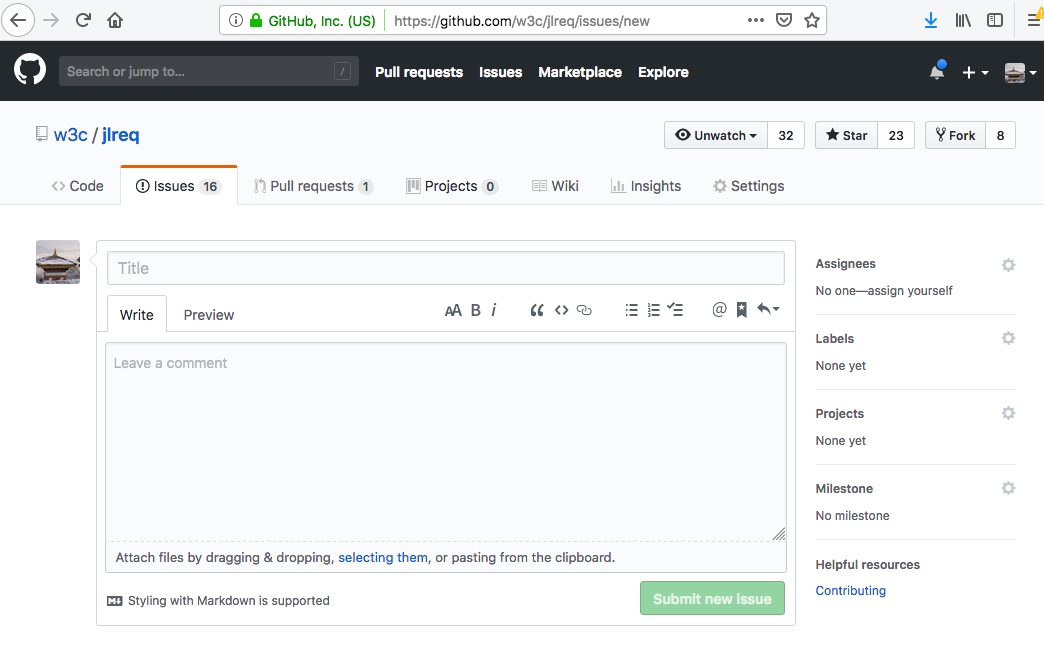 GitHub, Inc. (US) https://github.com/w3c/jlreq/issues/new
Search or jump to... / Pull requests Issues Marketplace Explore
w3c / jlreq Unwatch 32 Star 23 Fork 8
Code Issues 16 Pull requests 1 Projects 0 Wiki Insights Settings
Title
Write Preview AA B i @
Leave a comment
Attach files by dragging & dropping, selecting them, or pasting from the clipboard.
Styling with Markdown is supported
Submit new issue
Assignees
No one—assign yourself
Labels
None yet
Projects
None yet
Milestone
No milestone
Helpful resources
Contributing